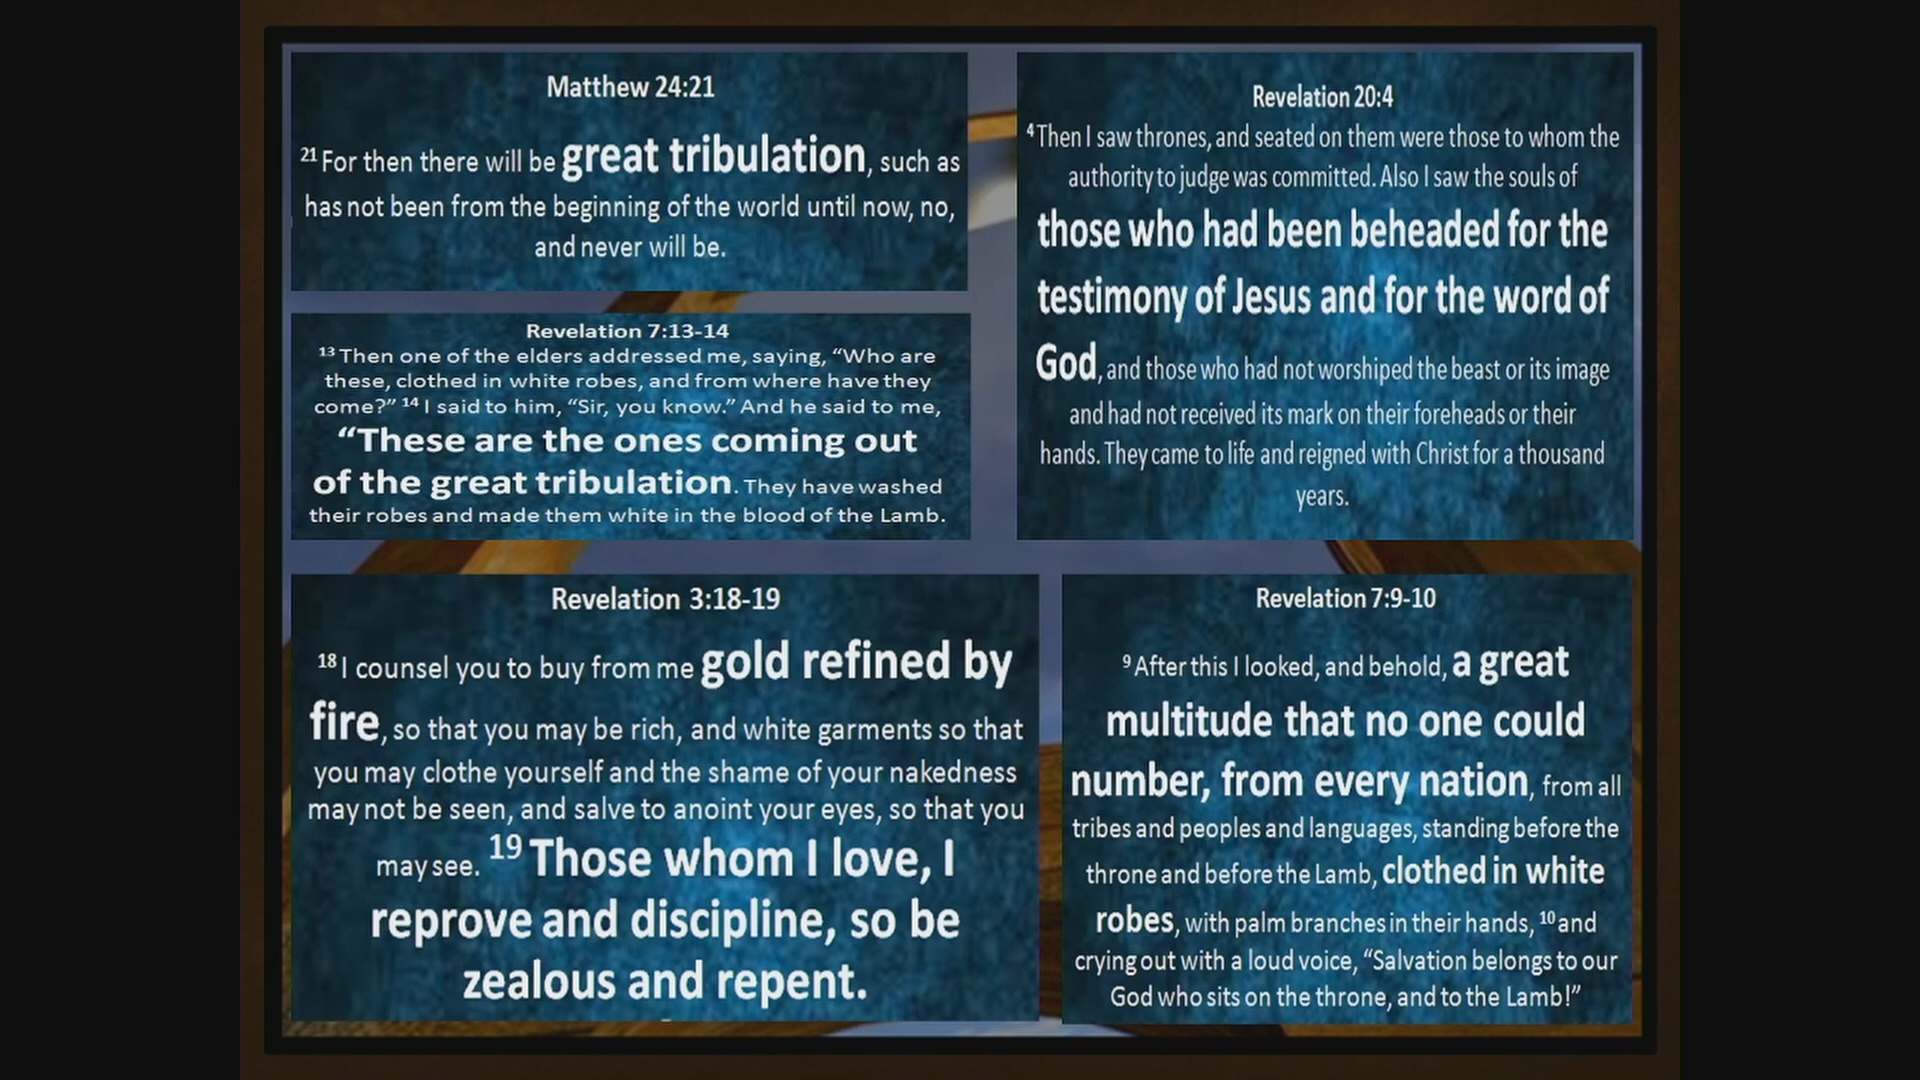 Matthew 24:21
21 For then there will be great tribulation, such as
has not been from the beginning of the world until now, no,
and never will be.
Revelation 7:13-14
13 Then one of the elders addressed me, saying, “Who are
these, clothed in white robes, and from where have they
come?” 14 I said to him, “Sir, you know.” And he said to me,
“These are the ones coming out
of the great tribulation. They have washed
their robes and made them white in the blood of the Lamb.
Revelation 20:4
4 Then I saw thrones, and seated on them were those to whom the
authority to judge was committed. Also I saw the souls of
those who had been beheaded for the
testimony of Jesus and for the word of
God, and those who had not worshiped the beast or its image
and had not received its mark on their foreheads or their
hands. They came to life and reigned with Christ for a thousand
years.
Revelation 3:18-19
18 I counsel you to buy from me gold refined by
fire, so that you may be rich, and white garments so that
you may clothe yourself and the shame of your nakedness
may not be seen, and salve to anoint your eyes, so that you
may see. 19 Those whom I love, I
reprove and discipline, so be
zealous and repent.
Revelation 7:9-10
9 After this I looked, and behold, a great
multitude that no one could
number, from every nation, from all
tribes and peoples and languages, standing before the
throne and before the Lamb, clothed in white
robes, with palm branches in their hands, 10 and
crying out with a loud voice, “Salvation belongs to our
God who sits on the throne, and to the Lamb!”